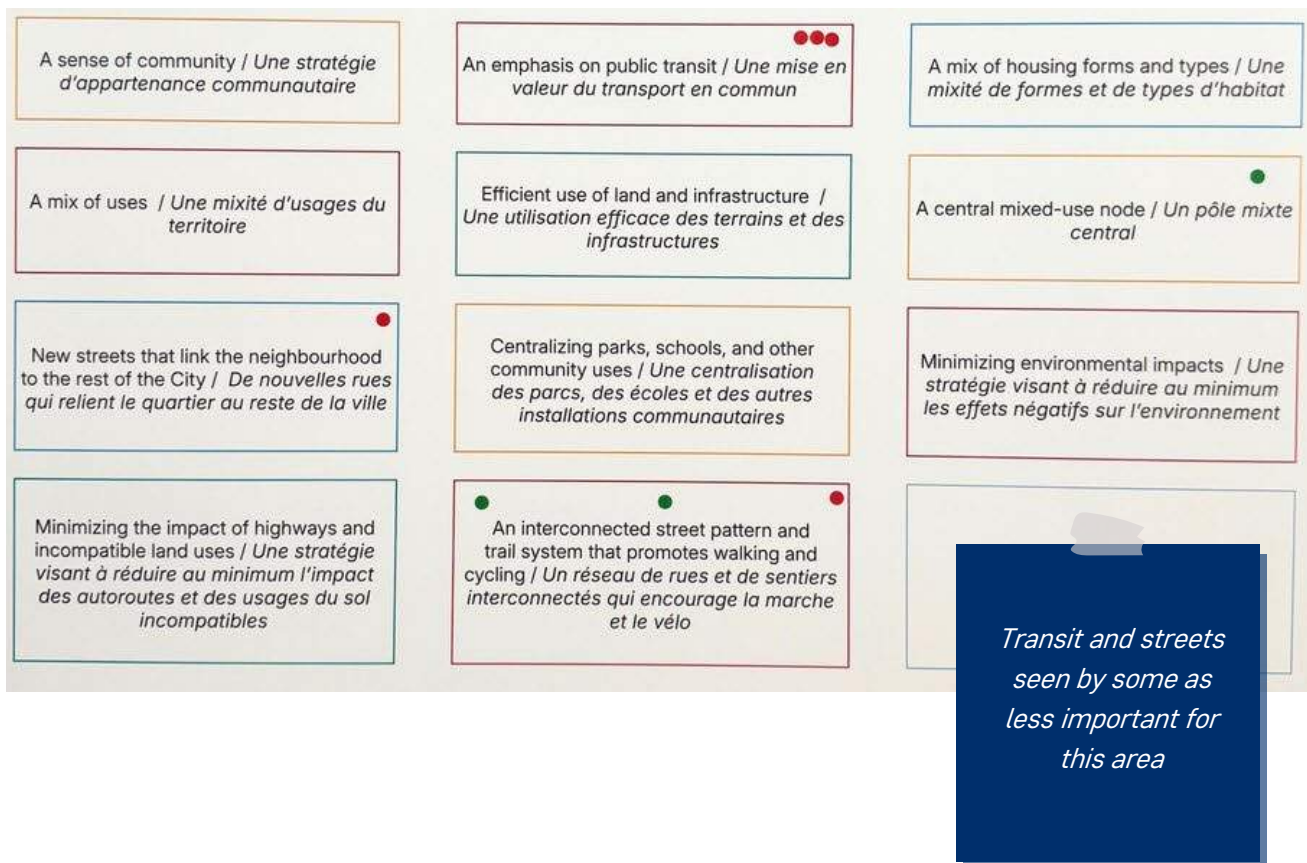 A sense of community / Une stratégie
d'appartenance communautaire
An emphasis on public transit / Une mise en
valeur du transport en commun
A mix of housing forms and types / Une
mixité de formes et de types d'habitat
A mix of uses / Une mixité d'usages du
territoire
Efficient use of land and infrastructure /
Une utilisation efficace des terrains et des
infrastructures
A central mixed-use node / Un pôle mixte
central
New streets that link the neighbourhood
to the rest of the City / De nouvelles rues
qui relient le quartier au reste de la ville
Centralizing parks, schools, and other
community uses / Une centralisation
des parcs, des écoles et des autres
installations communautaires
Minimizing environmental impacts / Une
stratégie visant à réduire au minimum
les effets négatifs sur l'environnement
Minimizing the impact of highways and
incompatible land uses / Une stratégie
visant à réduire au minimum l'impact
des autoroutes et des usages du sol
incompatibles
An interconnected street pattern and
trail system that promotes walking and
cycling / Un réseau de rues et de sentiers
interconnectés qui encourage la marche
et le vélo
Transit and streets
seen by some as
less important for
this area